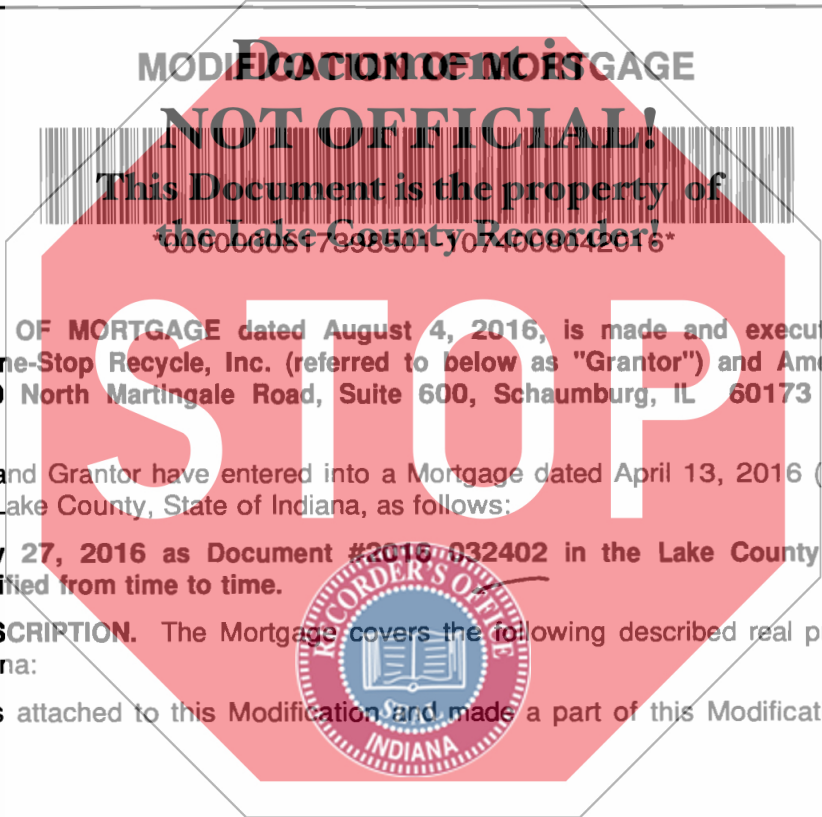 MODIFICATION OF MORTGAGE
Document is
NOT OFFICIAL!
This Document is the property of
the Lake County Recorder!
OF MORTGAGE dated August 4, 2016, is made and execut
ne-Stop Recycle, Inc. (referred to below as "Grantor") and Ame
North Martingale Road, Suite 600, Schaumburg, IL 60173
STOP
and Grantor have entered into a Mortgage dated April 13, 2016 (
Lake County, State of Indiana, as follows:
27, 2016 as Document #2016 032402 in the Lake County
ified from time to time.
SCRIPTION. The Mortgage covers the following described real p
na:
s attached to this Modification and made a part of this Modificat
RECORDER'S OFFICE
SEAL
INDIANA